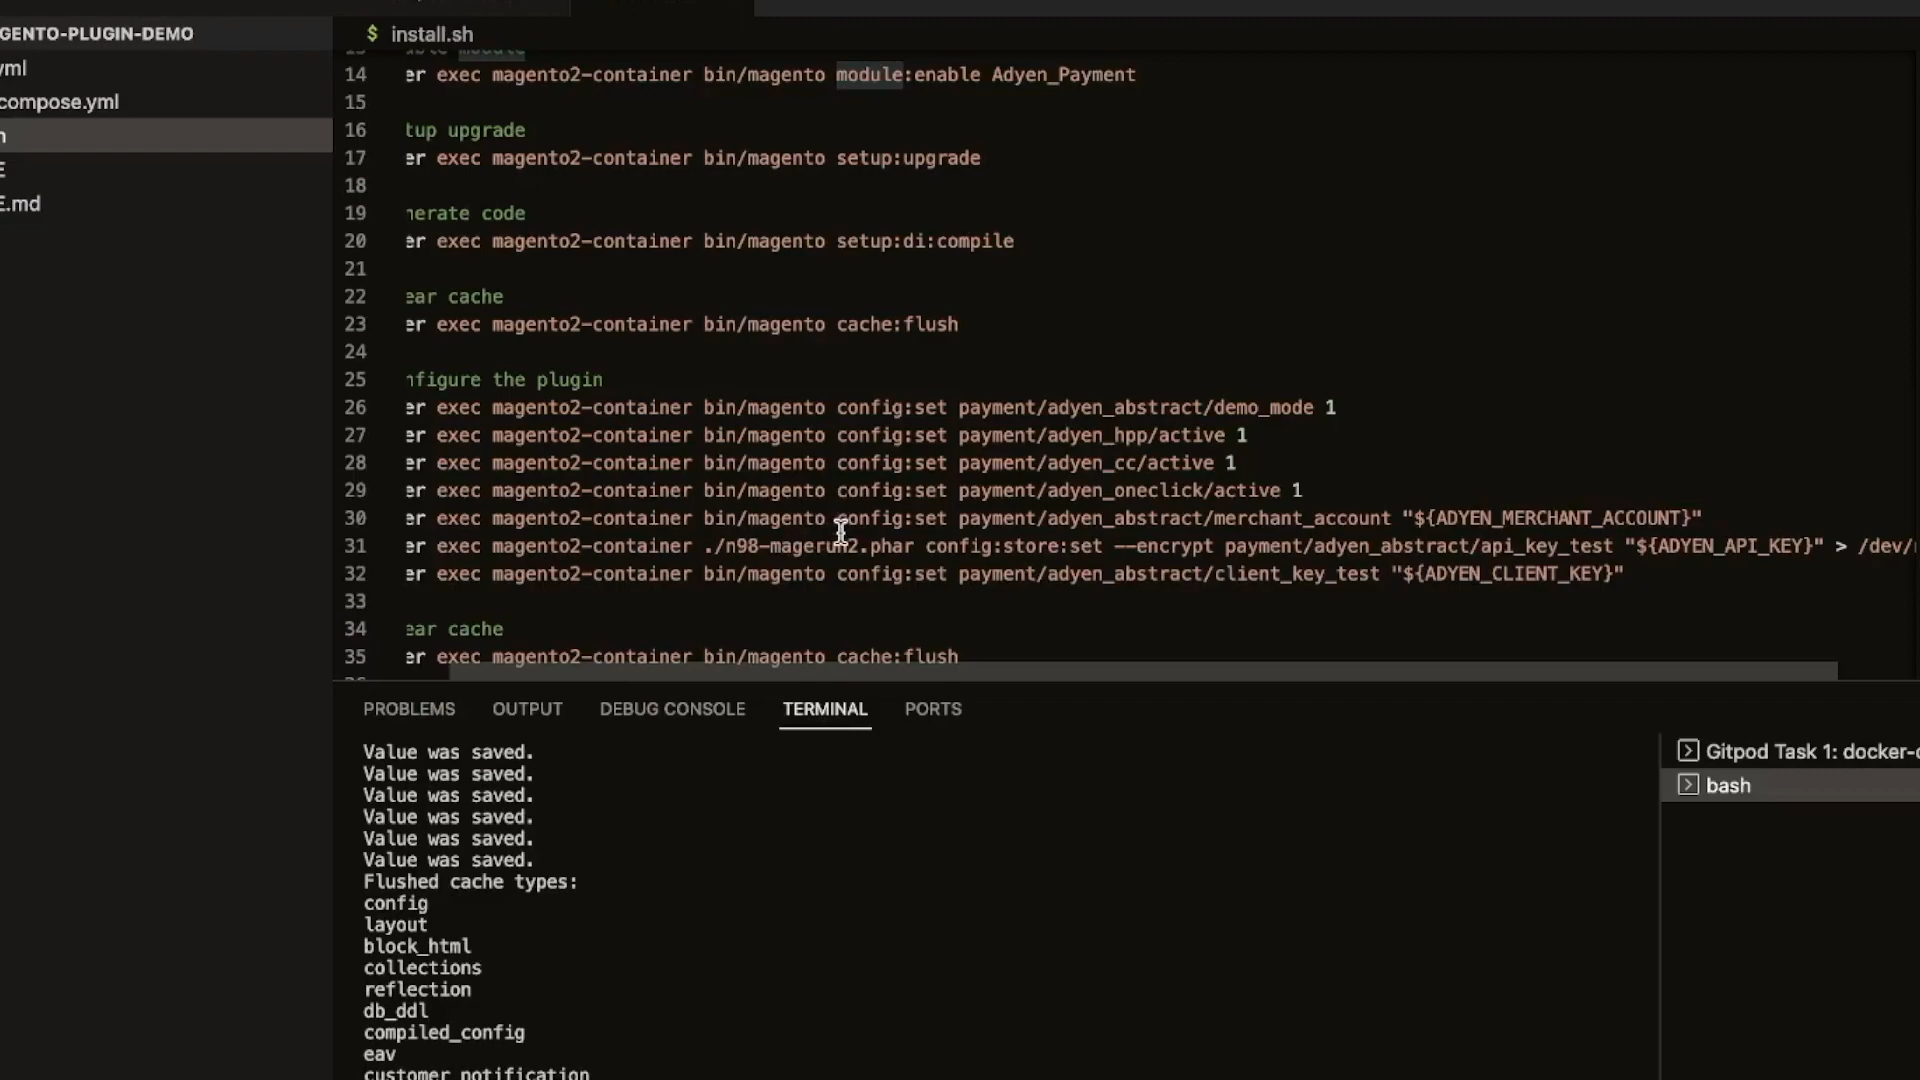 GENTO-PLUGIN-DEMO
yml
compose.yml
E.md
$ install.sh
14 er exec magento2-container bin/magento module:enable Adyen_Payment
15
16 tup upgrade
17 er exec magento2-container bin/magento setup:upgrade
18
19 nerate code
20 er exec magento2-container bin/magento setup:di:compile
21
22 ear cache
23 er exec magento2-container bin/magento cache:flush
24
25 nfigure the plugin
26 er exec magento2-container bin/magento config:set payment/adyen_abstract/demo_mode 1
27 er exec magento2-container bin/magento config:set payment/adyen_hpp/active 1
28 er exec magento2-container bin/magento config:set payment/adyen_cc/active 1
29 er exec magento2-container bin/magento config:set payment/adyen_oneclick/active 1
30 er exec magento2-container bin/magento config:set payment/adyen_abstract/merchant_account "${ADYEN_MERCHANT_ACCOUNT}"
31 er exec magento2-container ./n98-magerun2.phar config:store:set --encrypt payment/adyen_abstract/api_key_test "${ADYEN_API_KEY}" > /dev/
32 er exec magento2-container bin/magento config:set payment/adyen_abstract/client_key_test "${ADYEN_CLIENT_KEY}"
33
34 ear cache
35 er exec magento2-container bin/magento cache:flush
PROBLEMS OUTPUT DEBUG CONSOLE TERMINAL PORTS
Value was saved.
Value was saved.
Value was saved.
Value was saved.
Value was saved.
Value was saved.
Flushed cache types:
config
layout
block_html
collections
reflection
db_ddl
compiled_config
eav
customer_notification
Gitpod Task 1: docker-c
bash